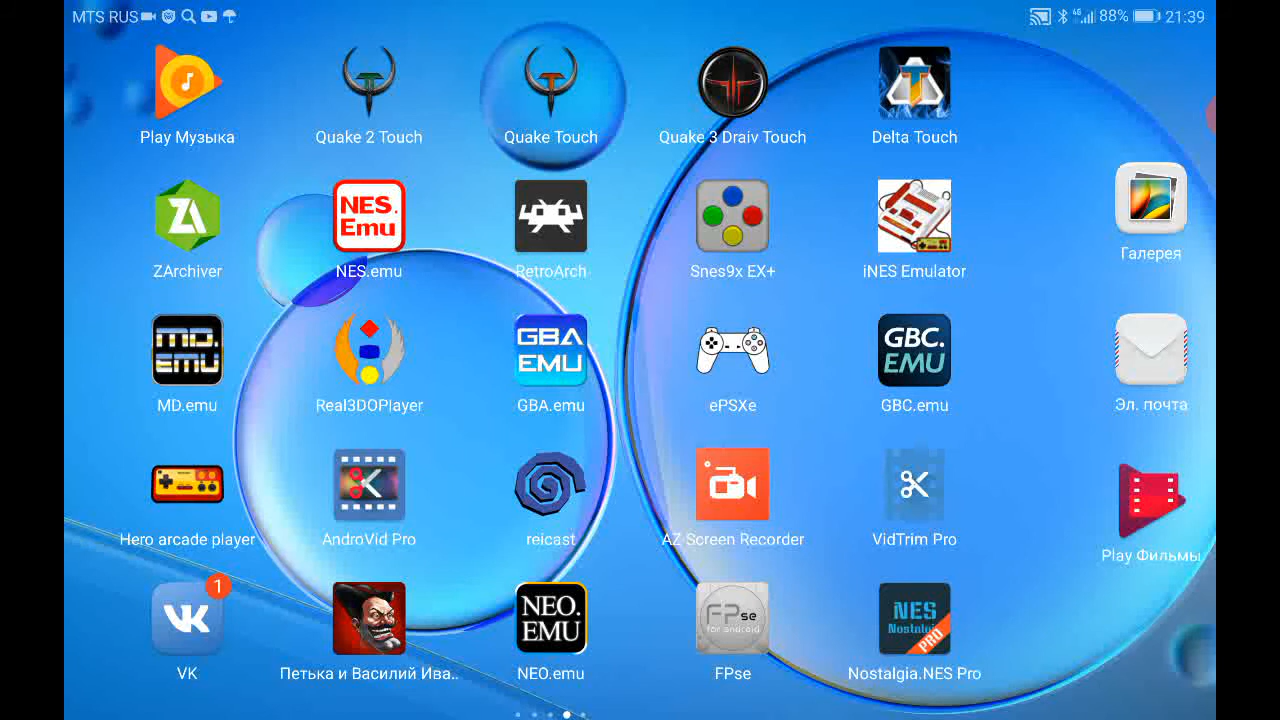 MTS RUS 4G 88% 21:39
Play Музыка
Quake 2 Touch
Quake Touch
Quake 3 Draiv Touch
Delta Touch
ZA
NES.
Emu
ZArchiver
NES.emu
RetroArch
Snes9x EX+
iNES Emulator
Галерея
MD.
EMU
GBA
EMU
GBC.
EMU
MD.emu
Real3DOPlayer
GBA.emu
ePSXe
GBC.emu
Эл. почта
Hero arcade player
AndroVid Pro
reicast
AZ Screen Recorder
VidTrim Pro
Play Фильмы
1
NEO.
EMU
FPse
for android
NES
Nostalgia
PRO
VK
Петька и Василий Ива..
NEO.emu
FPse
Nostalgia.NES Pro